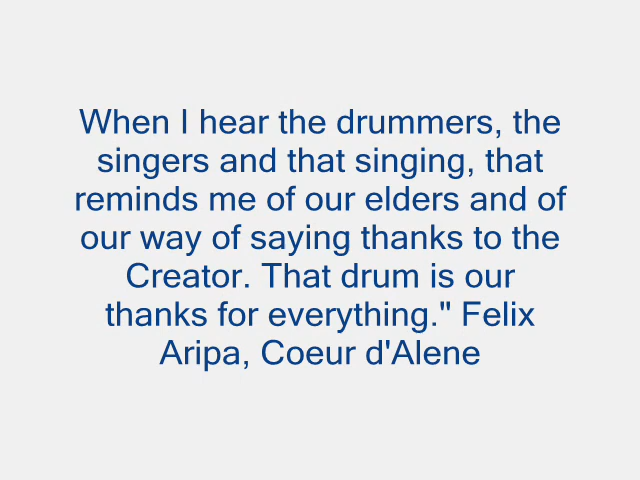 When I hear the drummers, the
singers and that singing, that
reminds me of our elders and of
our way of saying thanks to the
Creator. That drum is our
thanks for everything." Felix
Aripa, Coeur d'Alene